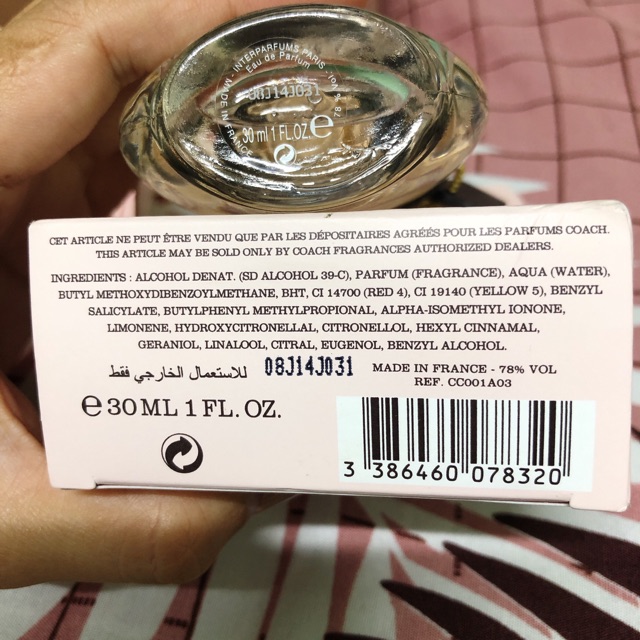 INTERPARFUMS PARIS
Eau de Parfum
08J14J031
30 ml 1 FL.OZ. e
CET ARTICLE NE PEUT ÊTRE VENDU QUE PAR LES DÉPOSITAIRES AGRÉÉS POUR LES PARFUMS COACH.
THIS ARTICLE MAY BE SOLD ONLY BY COACH FRAGRANCES AUTHORIZED DEALERS.
INGREDIENTS : ALCOHOL DENAT. (SD ALCOHOL 39-C), PARFUM (FRAGRANCE), AQUA (WATER),
BUTYL METHOXYDIBENZOYLMETHANE, BHT, CI 14700 (RED 4), CI 19140 (YELLOW 5), BENZYL
SALICYLATE, BUTYLPHENYL METHYLPROPIONAL, ALPHA-ISOMETHYL IONONE,
LIMONENE, HYDROXYCITRONELLAL, CITRONELLOL, HEXYL CINNAMAL,
GERANIOL, LINALOOL, CITRAL, EUGENOL, BENZYL ALCOHOL.
للاستعمال الخارجي فقط 08J14J031 MADE IN FRANCE - 78% VOL
REF. CC001A03
e 30 ML 1 FL. OZ.
3 386460 078320